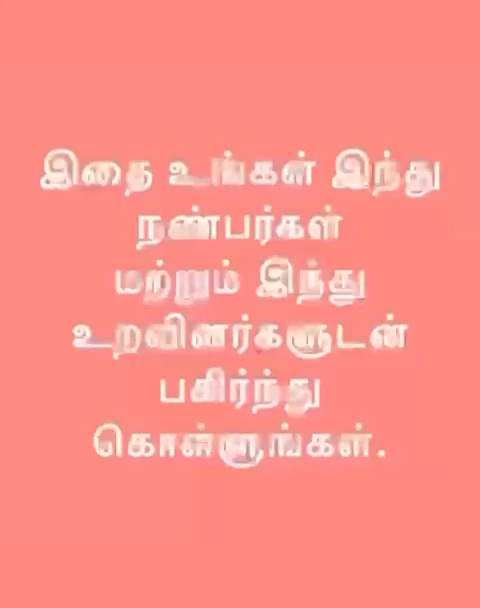 இதை உங்கள் இந்து
நண்பர்கள்
மற்றும் இந்து
உறவினர்களுடன்
பகிர்ந்து
கொள்ளுங்கள்.